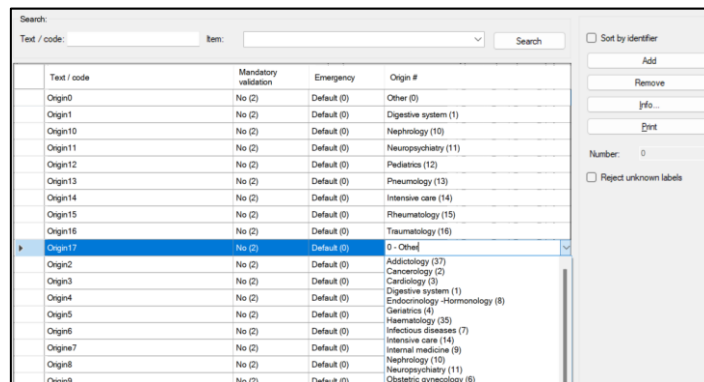 Search:
Text / code: Item: Search
Sort by identifier
Add
Remove
Info...
Print
Number: 0
Reject unknown labels
Text / code Mandatory validation Emergency Origin #
Origin0 No (2) Default (0) Other (0)
Origin1 No (2) Default (0) Digestive system (1)
Origin10 No (2) Default (0) Nephrology (10)
Origin11 No (2) Default (0) Neuropsychiatry (11)
Origin12 No (2) Default (0) Pediatrics (12)
Origin13 No (2) Default (0) Pneumology (13)
Origin14 No (2) Default (0) Intensive care (14)
Origin15 No (2) Default (0) Rheumatology (15)
Origin16 No (2) Default (0) Traumatology (16)
Origin17 No (2) Default (0) 0 - Other
Origin2 No (2) Default (0)
Origin3 No (2) Default (0)
Origin4 No (2) Default (0)
Origin5 No (2) Default (0)
Origin6 No (2) Default (0)
Origine7 No (2) Default (0)
Origin8 No (2) Default (0)
Origin9 No (2) Default (0)
Addictology (37)
Cancerology (2)
Cardiology (3)
Digestive system (1)
Endocrinology -Hormonology (8)
Geriatrics (4)
Haematology (35)
Infectious diseases (7)
Intensive care (14)
Internal medicine (9)
Nephrology (10)
Neuropsychiatry (11)
Obstetric gynecology (6)